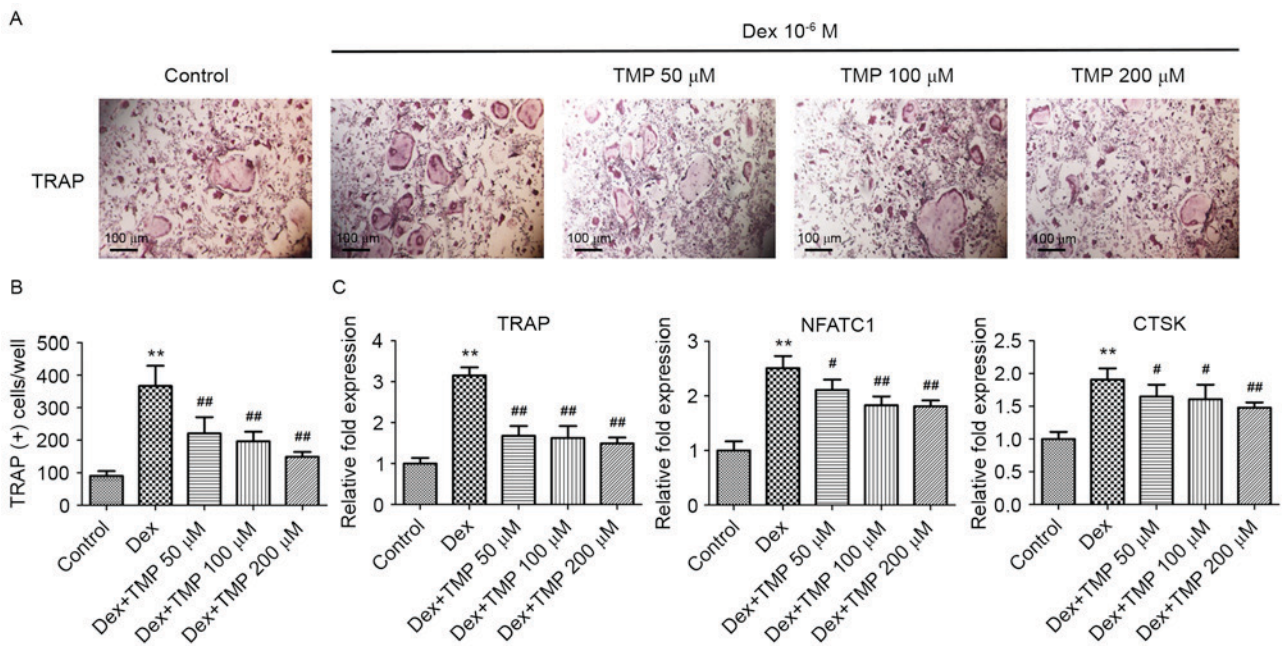 A
Dex 10⁻⁶ M
Control
TMP 50 μM
TMP 100 μM
TMP 200 μM
TRAP
100 μm
100 μm
100 μm
100 μm
100 μm
B
TRAP (+) cells/well
500
400
300
200
100
0
**
##
##
##
Control
Dex
Dex+TMP 50 μM
Dex+TMP 100 μM
Dex+TMP 200 μM
C
TRAP
Relative fold expression
4
3
2
1
0
**
##
##
##
Control
Dex
Dex+TMP 50 μM
Dex+TMP 100 μM
Dex+TMP 200 μM
NFATC1
Relative fold expression
3
2
1
0
**
#
##
##
Control
Dex
Dex+TMP 50 μM
Dex+TMP 100 μM
Dex+TMP 200 μM
CTSK
Relative fold expression
2.5
2.0
1.5
1.0
0.5
0.0
**
#
#
##
Control
Dex
Dex+TMP 50 μM
Dex+TMP 100 μM
Dex+TMP 200 μM